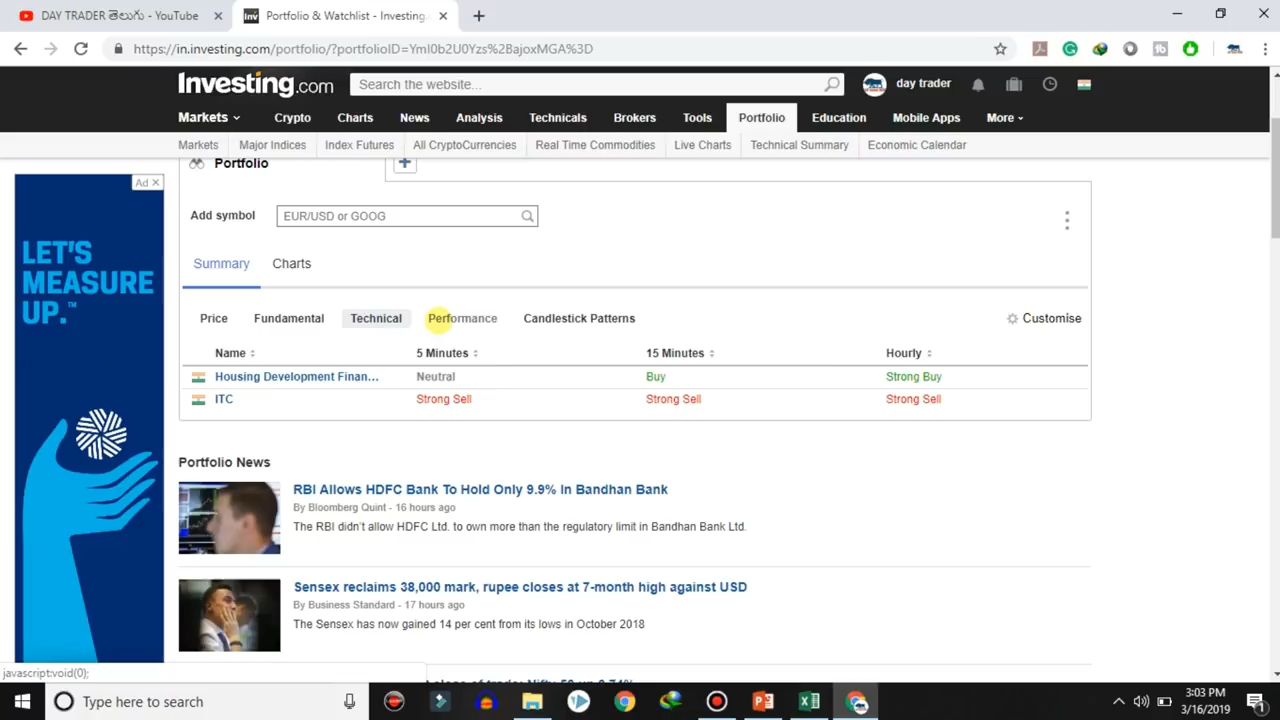 DAY TRADER తెలుగు - YouTube
Portfolio & Watchlist - Investing.
https://in.investing.com/portfolio/?portfolioID=YmI0b2U0Yzs%2BajoxMGA%3D
Investing.com
Search the website...
day trader
Markets Crypto Charts News Analysis Technicals Brokers Tools Portfolio Education Mobile Apps More
Markets Major Indices Index Futures All CryptoCurrencies Real Time Commodities Live Charts Technical Summary Economic Calendar
Portfolio
Ad
Add symbol EUR/USD or GOOG
LET'S
MEASURE
UP.™
Summary Charts
Price Fundamental Technical Performance Candlestick Patterns Customise
Name 5 Minutes 15 Minutes Hourly
Housing Development Finan... Neutral Buy Strong Buy
ITC Strong Sell Strong Sell Strong Sell
Portfolio News
RBI Allows HDFC Bank To Hold Only 9.9% In Bandhan Bank
By Bloomberg Quint - 16 hours ago
The RBI didn't allow HDFC Ltd. to own more than the regulatory limit in Bandhan Bank Ltd.
Sensex reclaims 38,000 mark, rupee closes at 7-month high against USD
By Business Standard - 17 hours ago
The Sensex has now gained 14 per cent from its lows in October 2018
javascript:void(0);
Type here to search
3:03 PM
3/16/2019